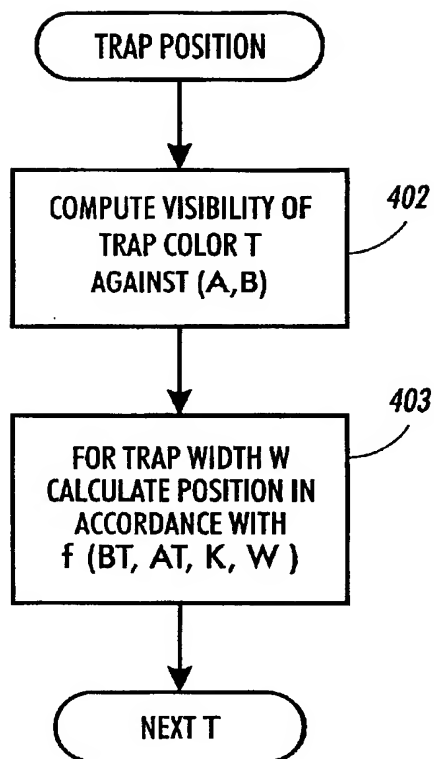 TRAP POSITION
COMPUTE VISIBILITY OF
TRAP COLOR T
AGAINST (A,B)
402
FOR TRAP WIDTH W
CALCULATE POSITION IN
ACCORDANCE WITH
f (BT, AT, K, W )
403
NEXT T